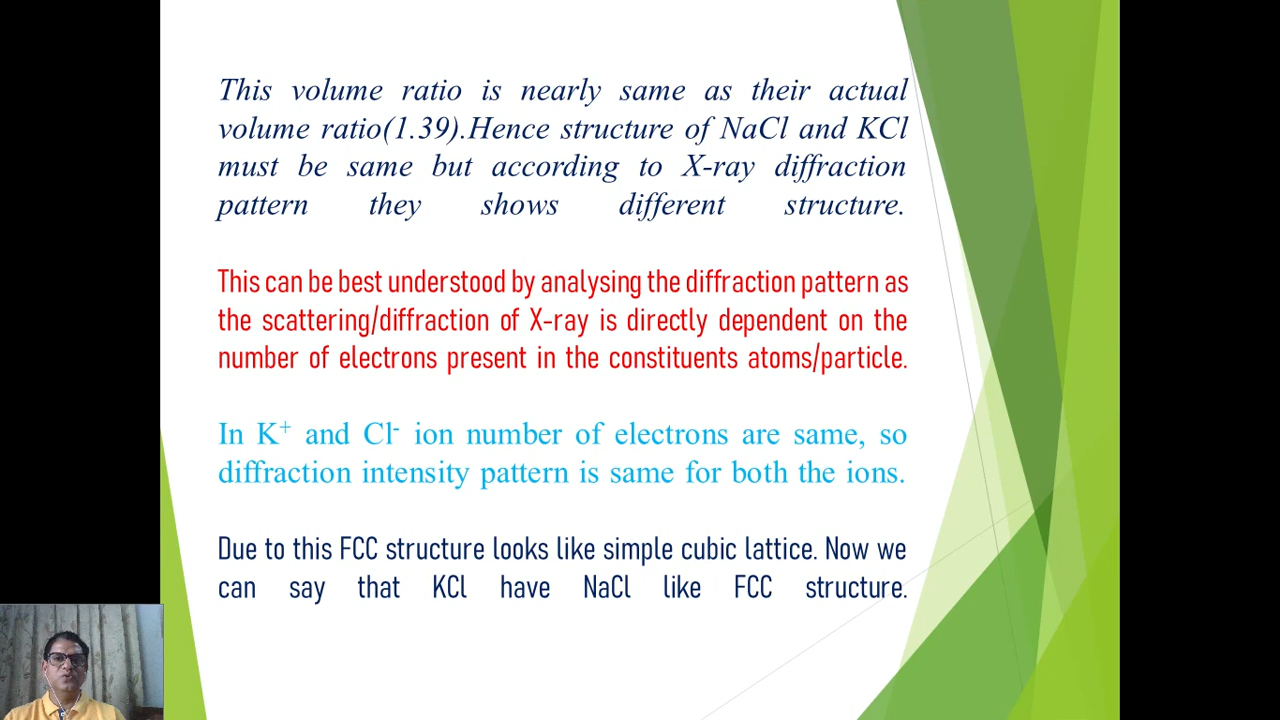 This volume ratio is nearly same as their actual
volume ratio(1.39).Hence structure of NaCl and KCl
must be same but according to X-ray diffraction
pattern they shows different structure.
This can be best understood by analysing the diffraction pattern as
the scattering/diffraction of X-ray is directly dependent on the
number of electrons present in the constituents atoms/particle.
In K⁺ and Cl⁻ ion number of electrons are same, so
diffraction intensity pattern is same for both the ions.
Due to this FCC structure looks like simple cubic lattice. Now we
can say that KCl have NaCl like FCC structure.